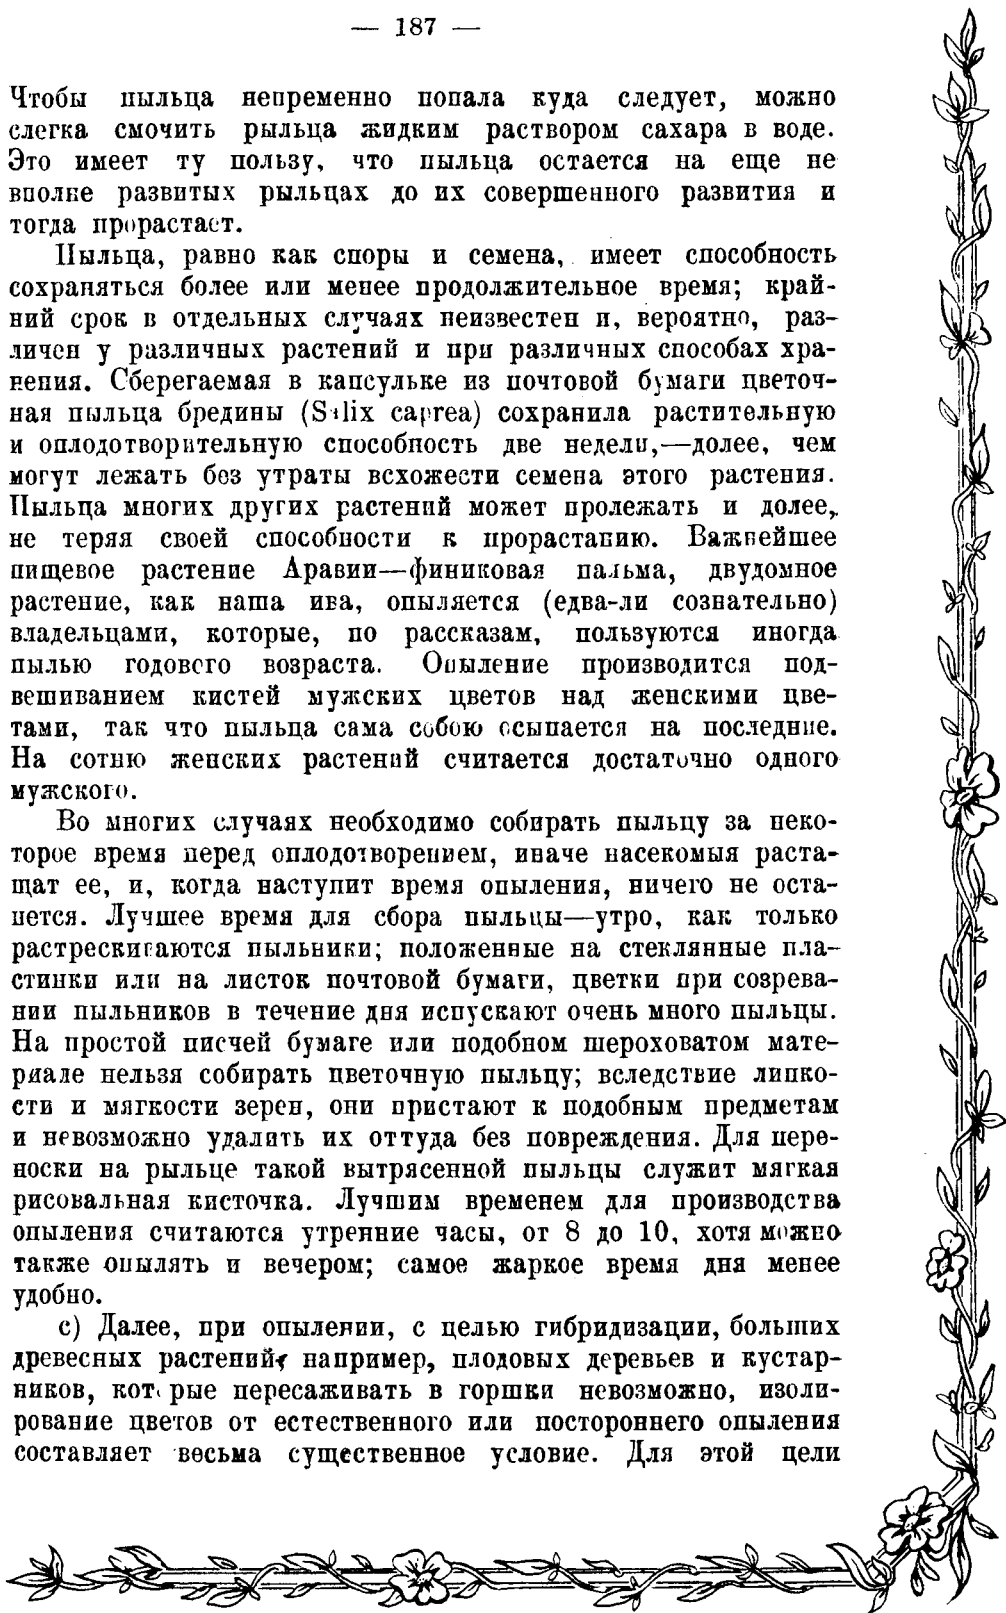 — 187 —
Чтобы пыльца непременно попала куда следует, можно
слегка смочить рыльца жидким раствором сахара в воде.
Это имеет ту пользу, что пыльца остается на еще не
вполне развитых рыльцах до их совершенного развития и
тогда прорастает.
Пыльца, равно как споры и семена, имеет способность
сохраняться более или менее продолжительное время; край-
ний срок в отдельных случаях неизвестен и, вероятно, раз-
личен у различных растений и при различных способах хра-
нения. Сберегаемая в капсульке из почтовой бумаги цветоч-
ная пыльца бредины (Salix caprea) сохранила растительную
и оплодотворительную способность две недели,—долее, чем
могут лежать без утраты всхожести семена этого растения.
Пыльца многих других растений может пролежать и долее,
не теряя своей способности к прорастанию. Важнейшее
пищевое растение Аравии—финиковая пальма, двудомное
растение, как наша ива, опыляется (едва-ли сознательно)
владельцами, которые, по рассказам, пользуются иногда
пылью годового возраста. Опыление производится под-
вешиванием кистей мужских цветов над женскими цве-
тами, так что пыльца сама собою осыпается на последние.
На сотню женских растений считается достаточно одного
мужского.
Во многих случаях необходимо собирать пыльцу за неко-
торое время перед оплодотворением, иначе насекомыя раста-
щат ее, и, когда наступит время опыления, ничего не оста-
нется. Лучшее время для сбора пыльцы—утро, как только
растрескиваются пыльники; положенные на стеклянные пла-
стинки или на листок почтовой бумаги, цветки при созрева-
нии пыльников в течение дня испускают очень много пыльцы.
На простой писчей бумаге или подобном шероховатом мате-
риале нельзя собирать цветочную пыльцу; вследствие липко-
сти и мягкости зерен, они пристают к подобным предметам
и невозможно удалить их оттуда без повреждения. Для пере-
носки на рыльце такой вытрясенной пыльцы служит мягкая
рисовальная кисточка. Лучшим временем для производства
опыления считаются утренние часы, от 8 до 10, хотя можно
также опылять и вечером; самое жаркое время дня менее
удобно.
с) Далее, при опылении, с целью гибридизации, больших
древесных растений, например, плодовых деревьев и кустар-
ников, которые пересаживать в горшки невозможно, изоли-
рование цветов от естественного или постороннего опыления
составляет весьма существенное условие. Для этой цели